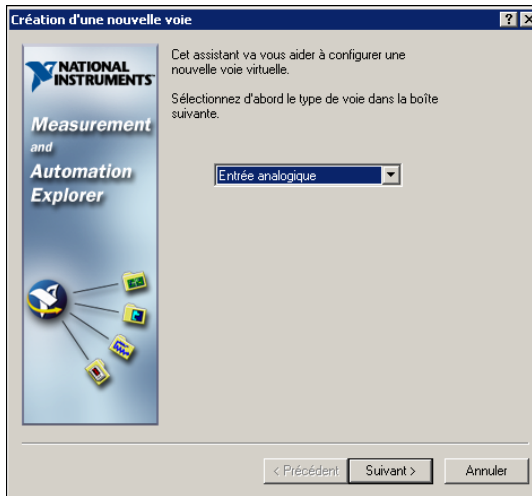 Création d'une nouvelle voie
NATIONAL
INSTRUMENTS
Measurement
and
Automation
Explorer
Cet assistant va vous aider à configurer une
nouvelle voie virtuelle.
Sélectionnez d'abord le type de voie dans la boîte
suivante.
Entrée analogique
< Précédent
Suivant >
Annuler